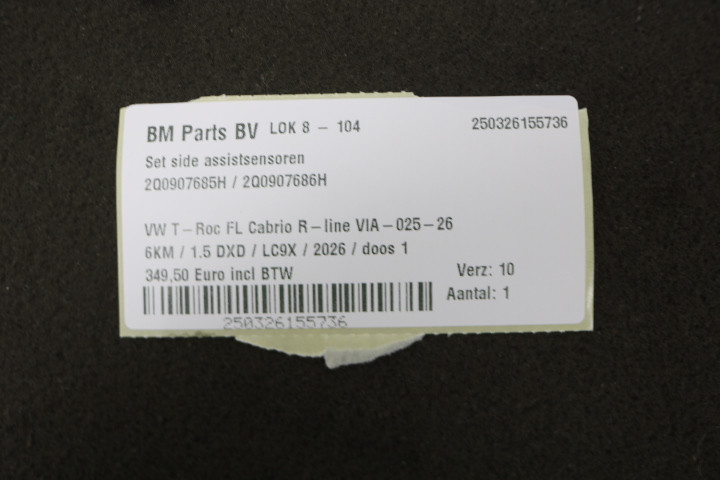 BM Parts BV LOK 8 - 104 250326155736
Set side assistsensoren
2Q0907685H / 2Q0907686H
VW T-Roc FL Cabrio R-line VIA-025-26
6KM / 1.5 DXD / LC9X / 2026 / doos 1
349,50 Euro incl BTW Verz: 10
Aantal: 1
250326155736